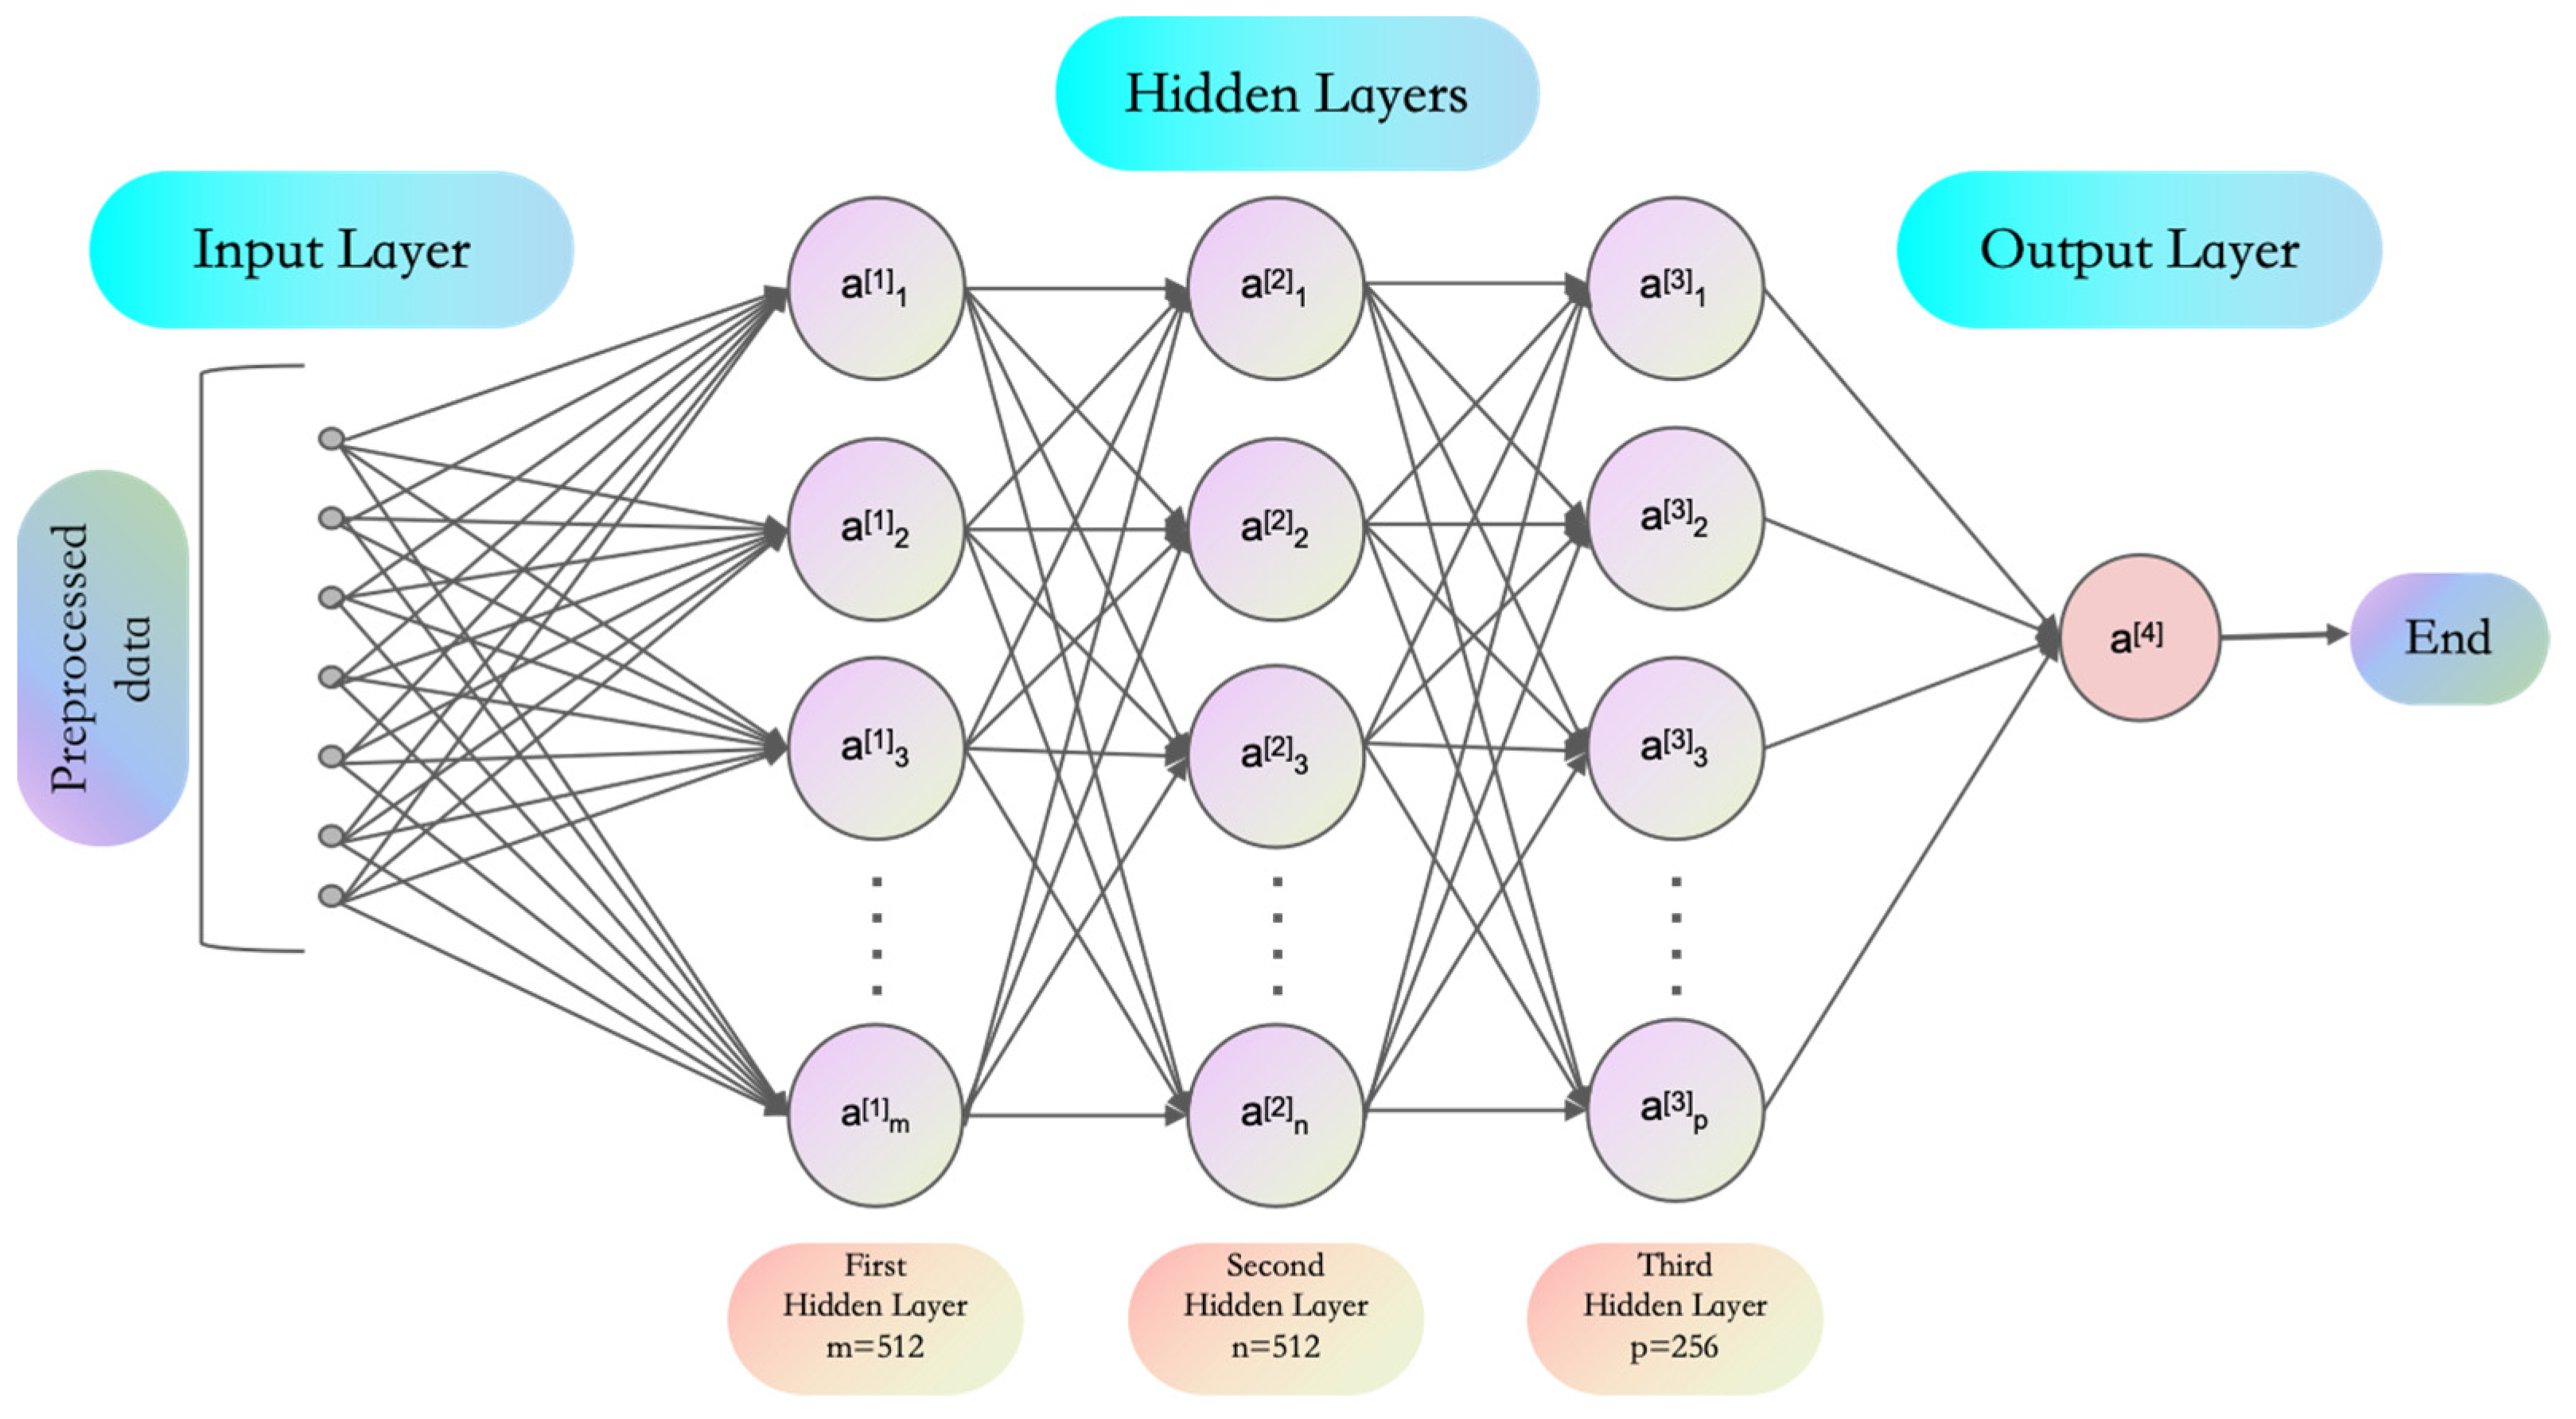 Hidden Layers
Input Layer
Output Layer
Preprocessed
data
a[1]1
a[1]2
a[1]3
a[1]m
a[2]1
a[2]2
a[2]3
a[2]n
a[3]1
a[3]2
a[3]3
a[3]p
a[4]
End
First
Hidden Layer
m=512
Second
Hidden Layer
n=512
Third
Hidden Layer
p=256